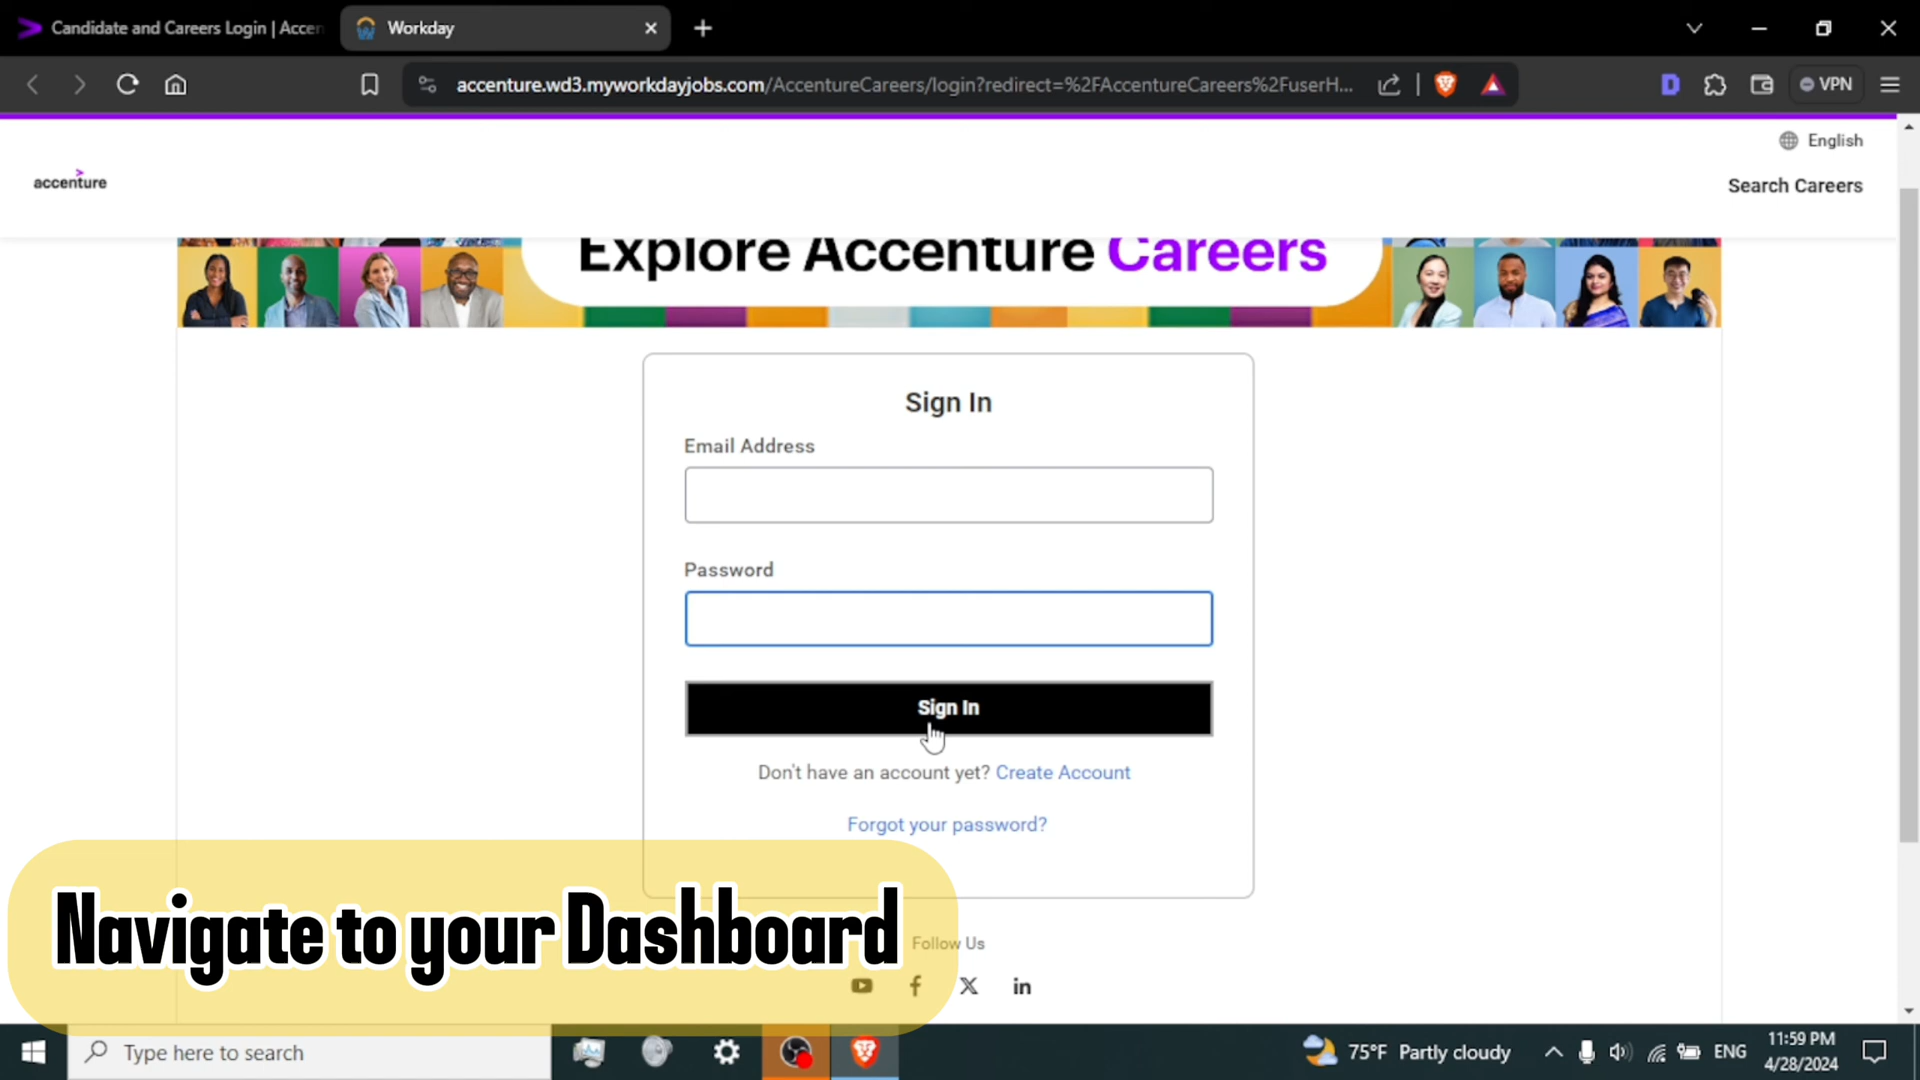 Candidate and Careers Login | Accen
Workday
accenture.wd3.myworkdayjobs.com/AccentureCareers/login?redirect=%2FAccentureCareers%2FuserH...
D
VPN
English
accenture
Search Careers
Explore Accenture Careers
Sign In
Email Address
Password
Sign In
Don't have an account yet? Create Account
Forgot your password?
Navigate to your Dashboard
Follow Us
Type here to search
75°F Partly cloudy
ENG
11:59 PM
4/28/2024